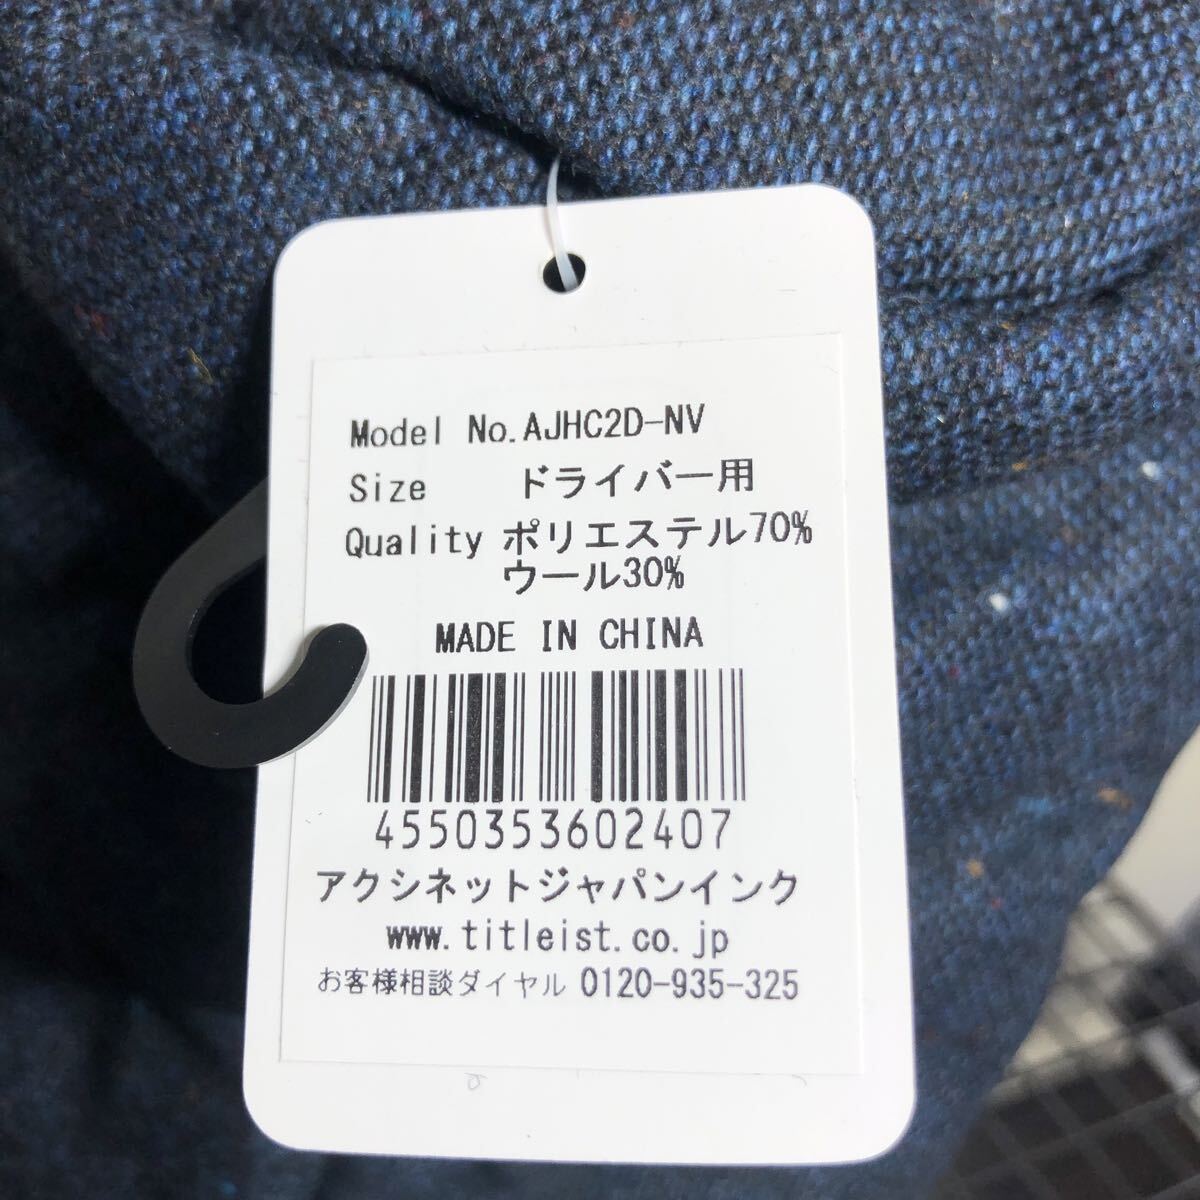 Model No.AJHC2D-NV
Size ドライバー用
Quality ポリエステル70%
ウール30%
MADE IN CHINA
4550353602407
アクシネットジャパンインク
www.titleist.co.jp
お客様相談ダイヤル 0120-935-325